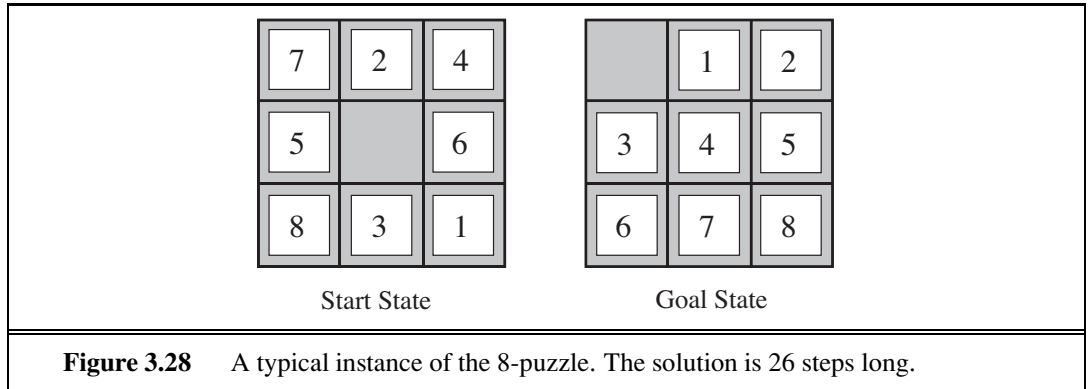 7 2 4 1 2
5 6 3 4 5
8 3 1 6 7 8
Start State Goal State
Figure 3.28 A typical instance of the 8-puzzle. The solution is 26 steps long.